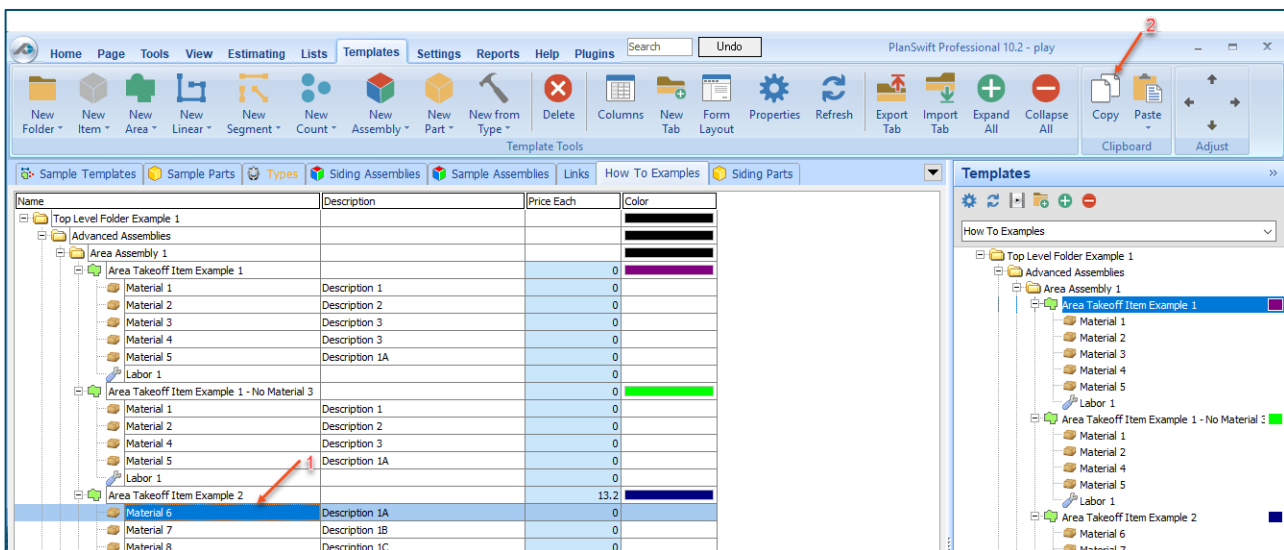 2
Home Page Tools View Estimating Lists Templates Settings Reports Help Plugins Search Undo PlanSwift Professional 10.2 - play
New Folder New Item New Area New Linear New Segment New Count New Assembly New Part New from Type Delete Columns New Tab Form Layout Properties Refresh Export Tab Import Tab Expand All Collapse All Copy Paste
Template Tools Clipboard Adjust
Sample Templates Sample Parts Types Siding Assemblies Sample Assemblies Links How To Examples Siding Parts
Name Description Price Each Color
Top Level Folder Example 1
Advanced Assemblies
Area Assembly 1
Area Takeoff Item Example 1 0
Material 1 Description 1 0
Material 2 Description 2 0
Material 3 Description 3 0
Material 4 Description 3 0
Material 5 Description 1A 0
Labor 1 0
Area Takeoff Item Example 1 - No Material 3 0
Material 1 Description 1 0
Material 2 Description 2 0
Material 4 Description 3 0
Material 5 Description 1A 0
1
Labor 1 0
Area Takeoff Item Example 2 13.2
Material 6 Description 1A 0
Material 7 Description 1B 0
Material 8 Description 1C 0
Templates
How To Examples
Top Level Folder Example 1
Advanced Assemblies
Area Assembly 1
Area Takeoff Item Example 1
Material 1
Material 2
Material 3
Material 4
Material 5
Labor 1
Area Takeoff Item Example 1 - No Material 3
Material 1
Material 2
Material 4
Material 5
Labor 1
Area Takeoff Item Example 2
Material 6
Material 7